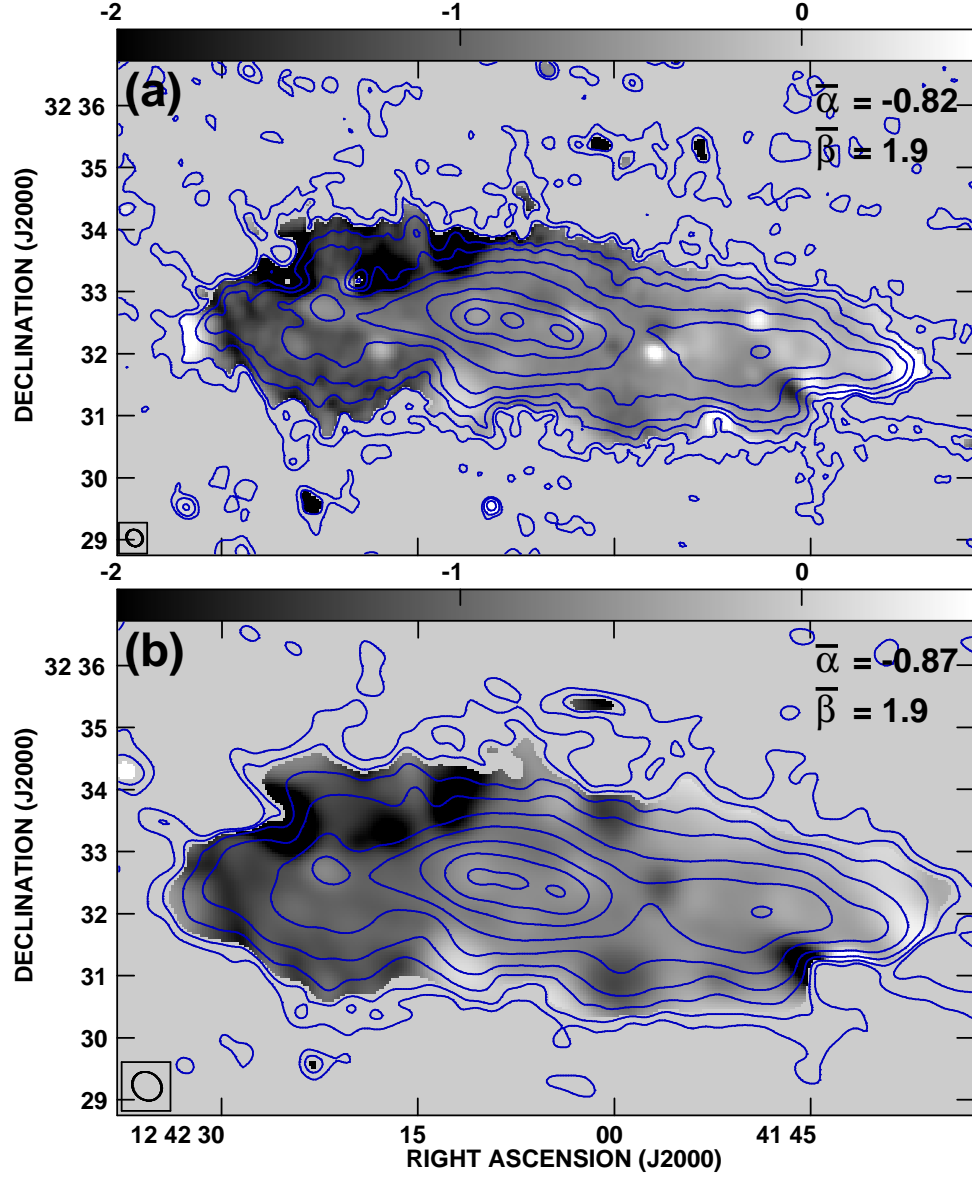 -2 -1 0
(a)
α = -0.82
β = 1.9
32 36
35
34
33
32
31
30
29
DECLINATION (J2000)
-2 -1 0
(b)
α = -0.87
β = 1.9
32 36
35
34
33
32
31
30
29
DECLINATION (J2000)
12 42 30 15 00 41 45
RIGHT ASCENSION (J2000)